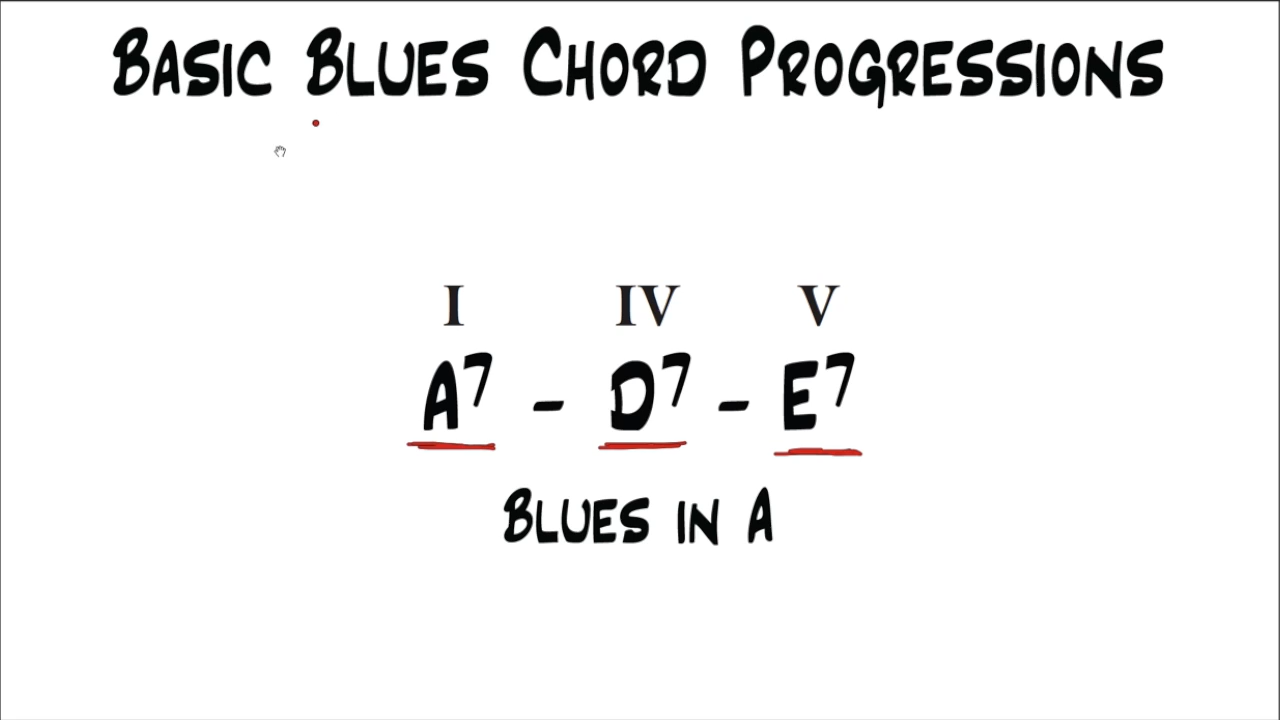 BASIC BLUES CHORD PROGRESSIONS
I IV V
A7 - D7 - E7
BLUES IN A